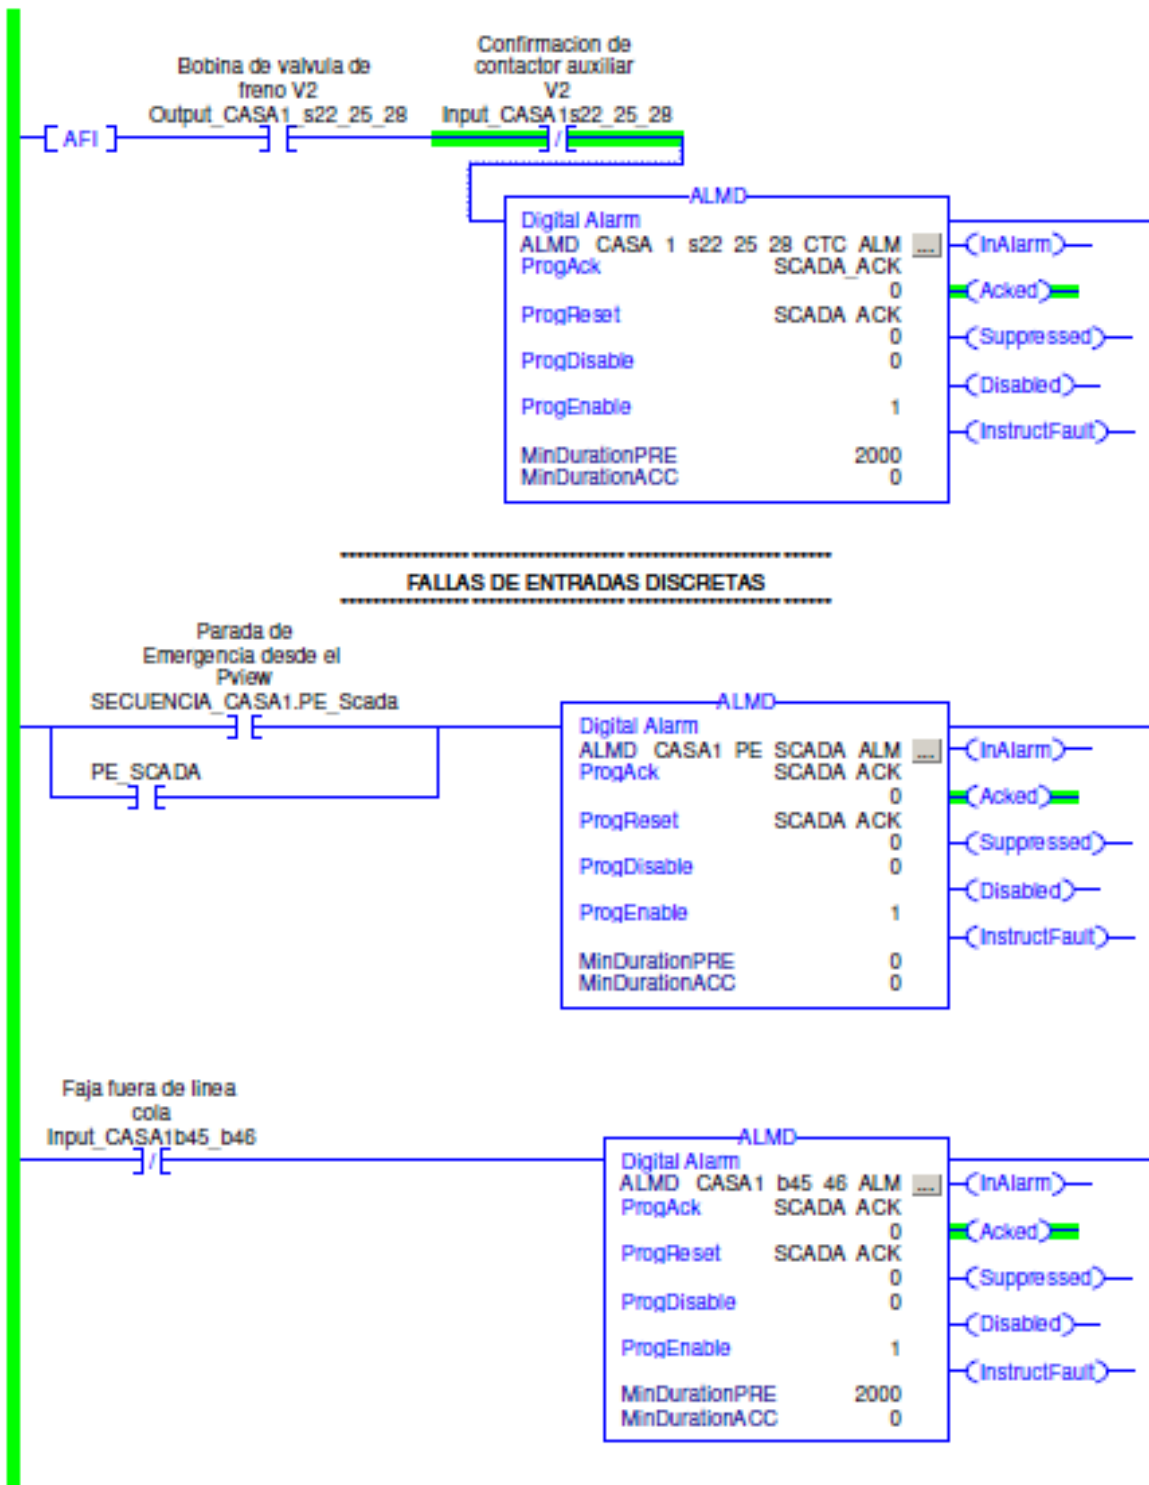 Confirmacion de
Bobina de valvula de contactor auxiliar
freno V2 V2
Output_CASA1_s22_25_28 Input_CASA1s22_25_28
AFI /
ALMD
Digital Alarm
ALMD_CASA_1_s22_25_28_CTC_ALM ... InAlarm
ProgAck SCADA_ACK
0 Acked
ProgReset SCADA_ACK
0 Suppressed
ProgDisable 0
Disabled
ProgEnable 1
InstructFault
MinDurationPRE 2000
MinDurationACC 0
FALLAS DE ENTRADAS DISCRETAS
Parada de
Emergencia desde el
Pview
SECUENCIA_CASA1.PE_Scada
ALMD
Digital Alarm
ALMD_CASA1_PE_SCADA_ALM ... InAlarm
PE_SCADA
ProgAck SCADA_ACK
0 Acked
ProgReset SCADA_ACK
0 Suppressed
ProgDisable 0
Disabled
ProgEnable 1
InstructFault
MinDurationPRE 0
MinDurationACC 0
Faja fuera de linea
cola
Input_CASA1b45_b46
/
ALMD
Digital Alarm
ALMD_CASA1_b45_46_ALM ... InAlarm
ProgAck SCADA_ACK
0 Acked
ProgReset SCADA_ACK
0 Suppressed
ProgDisable 0
Disabled
ProgEnable 1
InstructFault
MinDurationPRE 2000
MinDurationACC 0